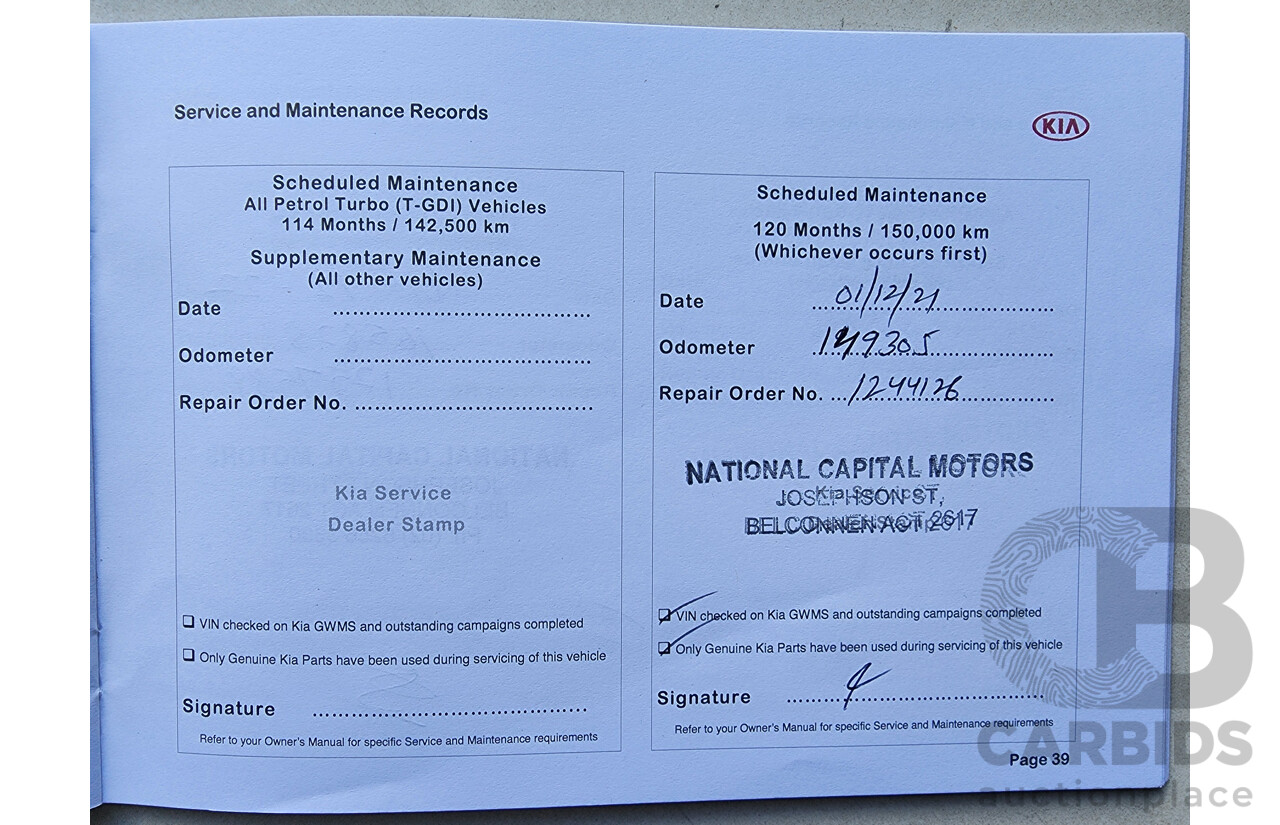 Service and Maintenance Records
KIA
Scheduled Maintenance
All Petrol Turbo (T-GDI) Vehicles
114 Months / 142,500 km
Supplementary Maintenance
(All other vehicles)
Date ........................................
Odometer ........................................
Repair Order No. .....................................
Kia Service
Dealer Stamp
❑ VIN checked on Kia GWMS and outstanding campaigns completed
❑ Only Genuine Kia Parts have been used during servicing of this vehicle
Signature ..........................................
Refer to your Owner's Manual for specific Service and Maintenance requirements
Scheduled Maintenance
120 Months / 150,000 km
(Whichever occurs first)
Date 01/12/21
Odometer 149305
Repair Order No. 1244126
NATIONAL CAPITAL MOTORS
JOSEPHSON ST,
BELCONNEN ACT 2617
VIN checked on Kia GWMS and outstanding campaigns completed
Only Genuine Kia Parts have been used during servicing of this vehicle
Signature
Refer to your Owner's Manual for specific Service and Maintenance requirements
Page 39
CB
CARBIDS
auctionplace